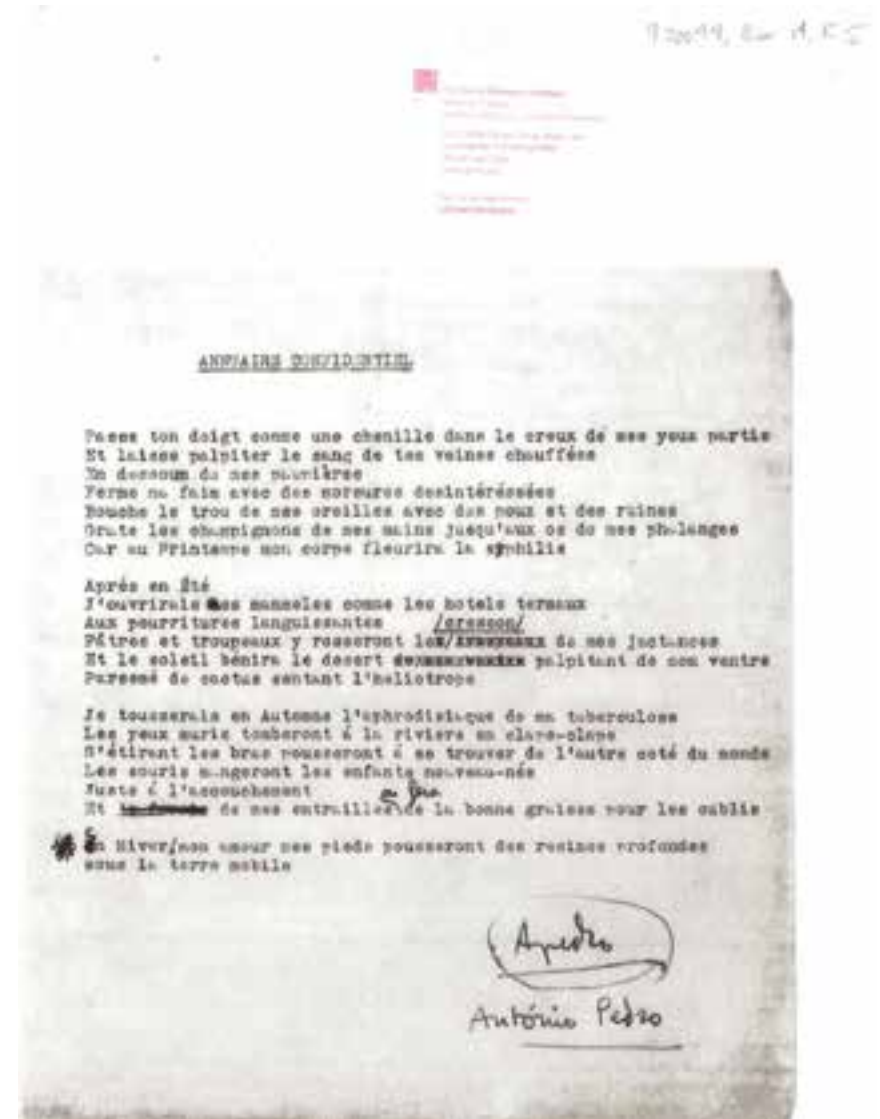 ANNUAIRE CONFIDENTIEL
Passe ton doigt comme une chenille dans le creux de mes yeux partis
Et laisse palpiter le sang de tes veines chauffées
En dessous de mes paupières
Ferme ma faim avec des morsures desintéréssées
Bouche le trou de mes oreilles avec des poux et des ruines
Grate les champignons de mes mains jusqu'aux os de mes phalanges
Car au Printemps mon corps fleurira la syphilis
Aprés en Été
J'ouvrirais mes mameles comme les hotels termaux
Aux pourritures languissantes /cresson/
Pâtres et troupeaux y passeront le de mes jactances
Et le soleil bénira le desert palpitant de mon ventre
Parsemé de cactus sentant l'heliotrope
Je tousserais en Automne l'aphrodisiaque de ma tuberculose
Les yeux muris tomberont á la riviere en
S'étirant les bras pousseront á se trouver de l'autre coté du monde
Les souris mangeront les enfants nouveau-nés
Juste á l'accouchement
Et de mes entrailles on fera de la bonne graisse pour les oublis
En Hiver/mon amour mes pieds pousseront des racines profondes
sous la terre mobile
Apedro
António Pedro